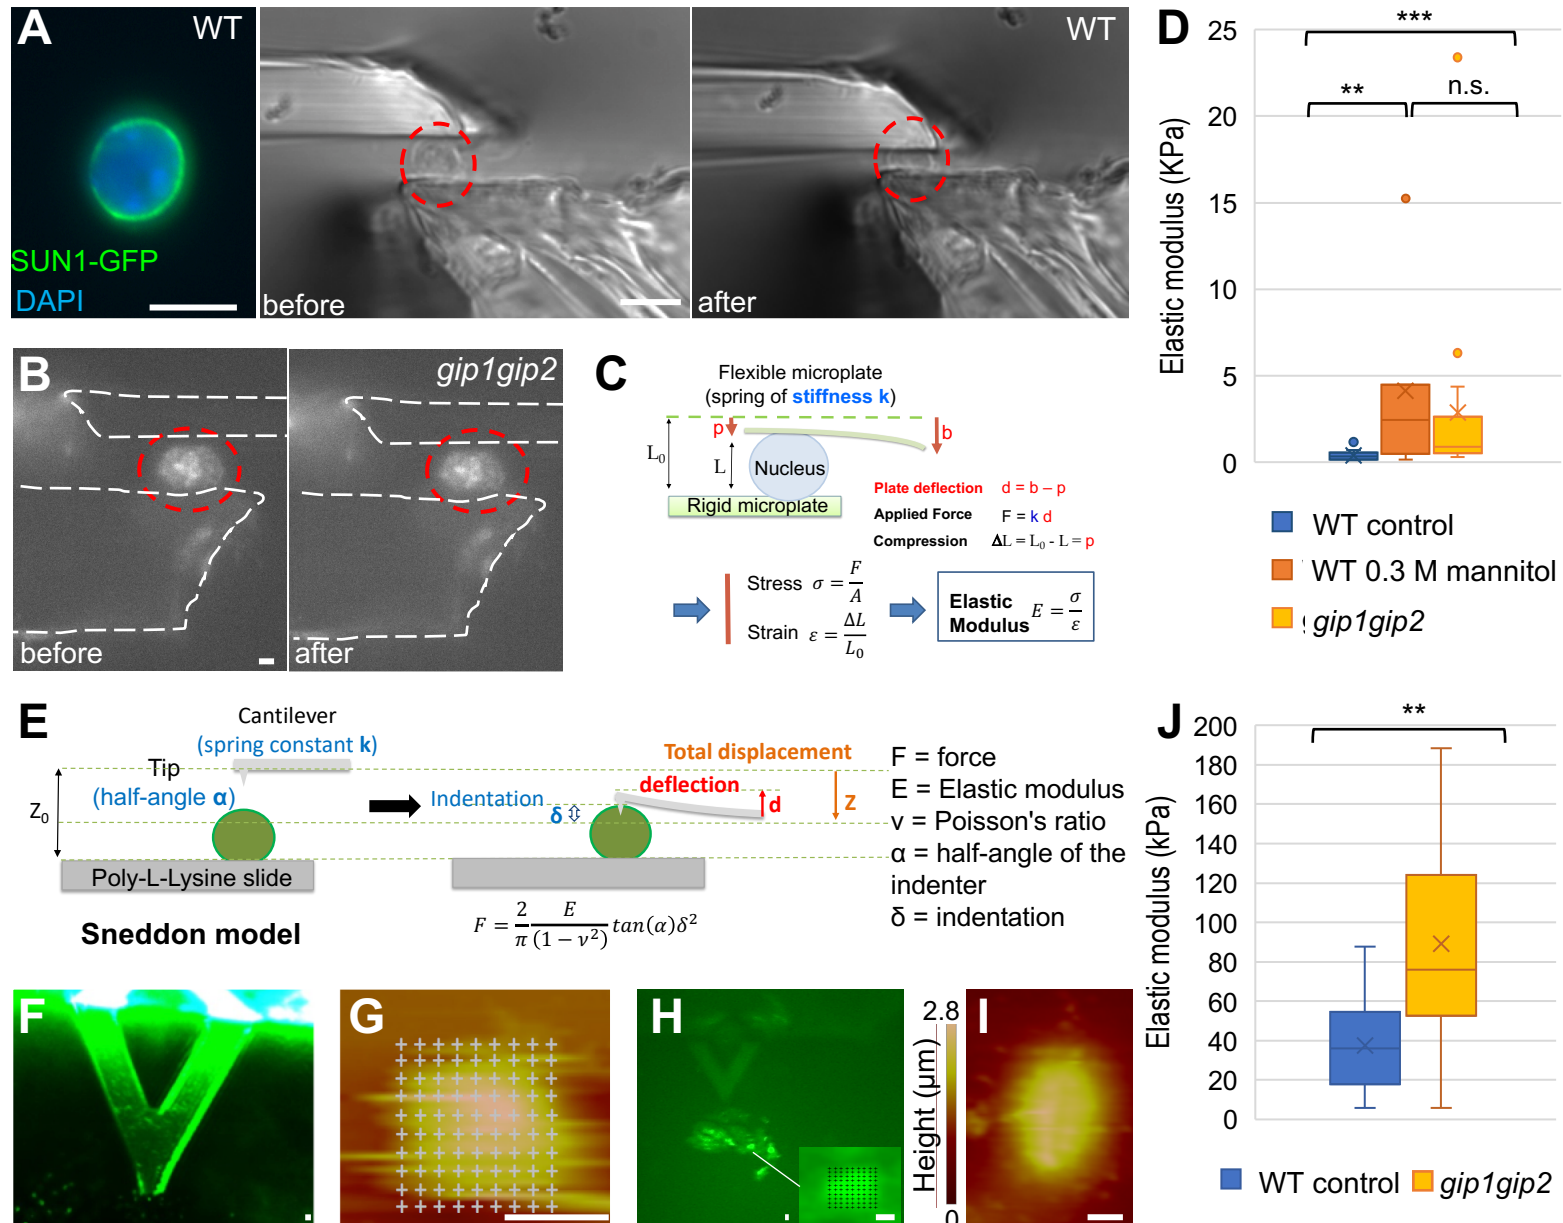 A
WT
SUN1-GFP
DAPI
before
WT
after
B
before
gip1gip2
after
C
Flexible microplate
(spring of stiffness k)
p
b
L0
L
Nucleus
Rigid microplate
Plate deflection d = b – p
Applied Force F = k d
Compression ΔL = L0 - L = p
Stress σ = F/A
Strain ε = ΔL/L0
Elastic Modulus E = σ/ε
D
***
**
n.s.
Elastic modulus (KPa)
25
20
15
10
5
0
WT control
WT 0.3 M mannitol
gip1gip2
E
Cantilever
(spring constant k)
Tip
(half-angle α)
Z0
Poly-L-Lysine slide
Sneddon model
Indentation
δ
Total displacement
deflection
d
Z
F = 2/π E/(1 − ν²) tan(α)δ²
F = force
E = Elastic modulus
v = Poisson's ratio
α = half-angle of the
indenter
δ = indentation
F
G
H
2.8
Height (µm)
0
I
J
**
Elastic modulus (kPa)
200
180
160
140
120
100
80
60
40
20
0
WT control
gip1gip2